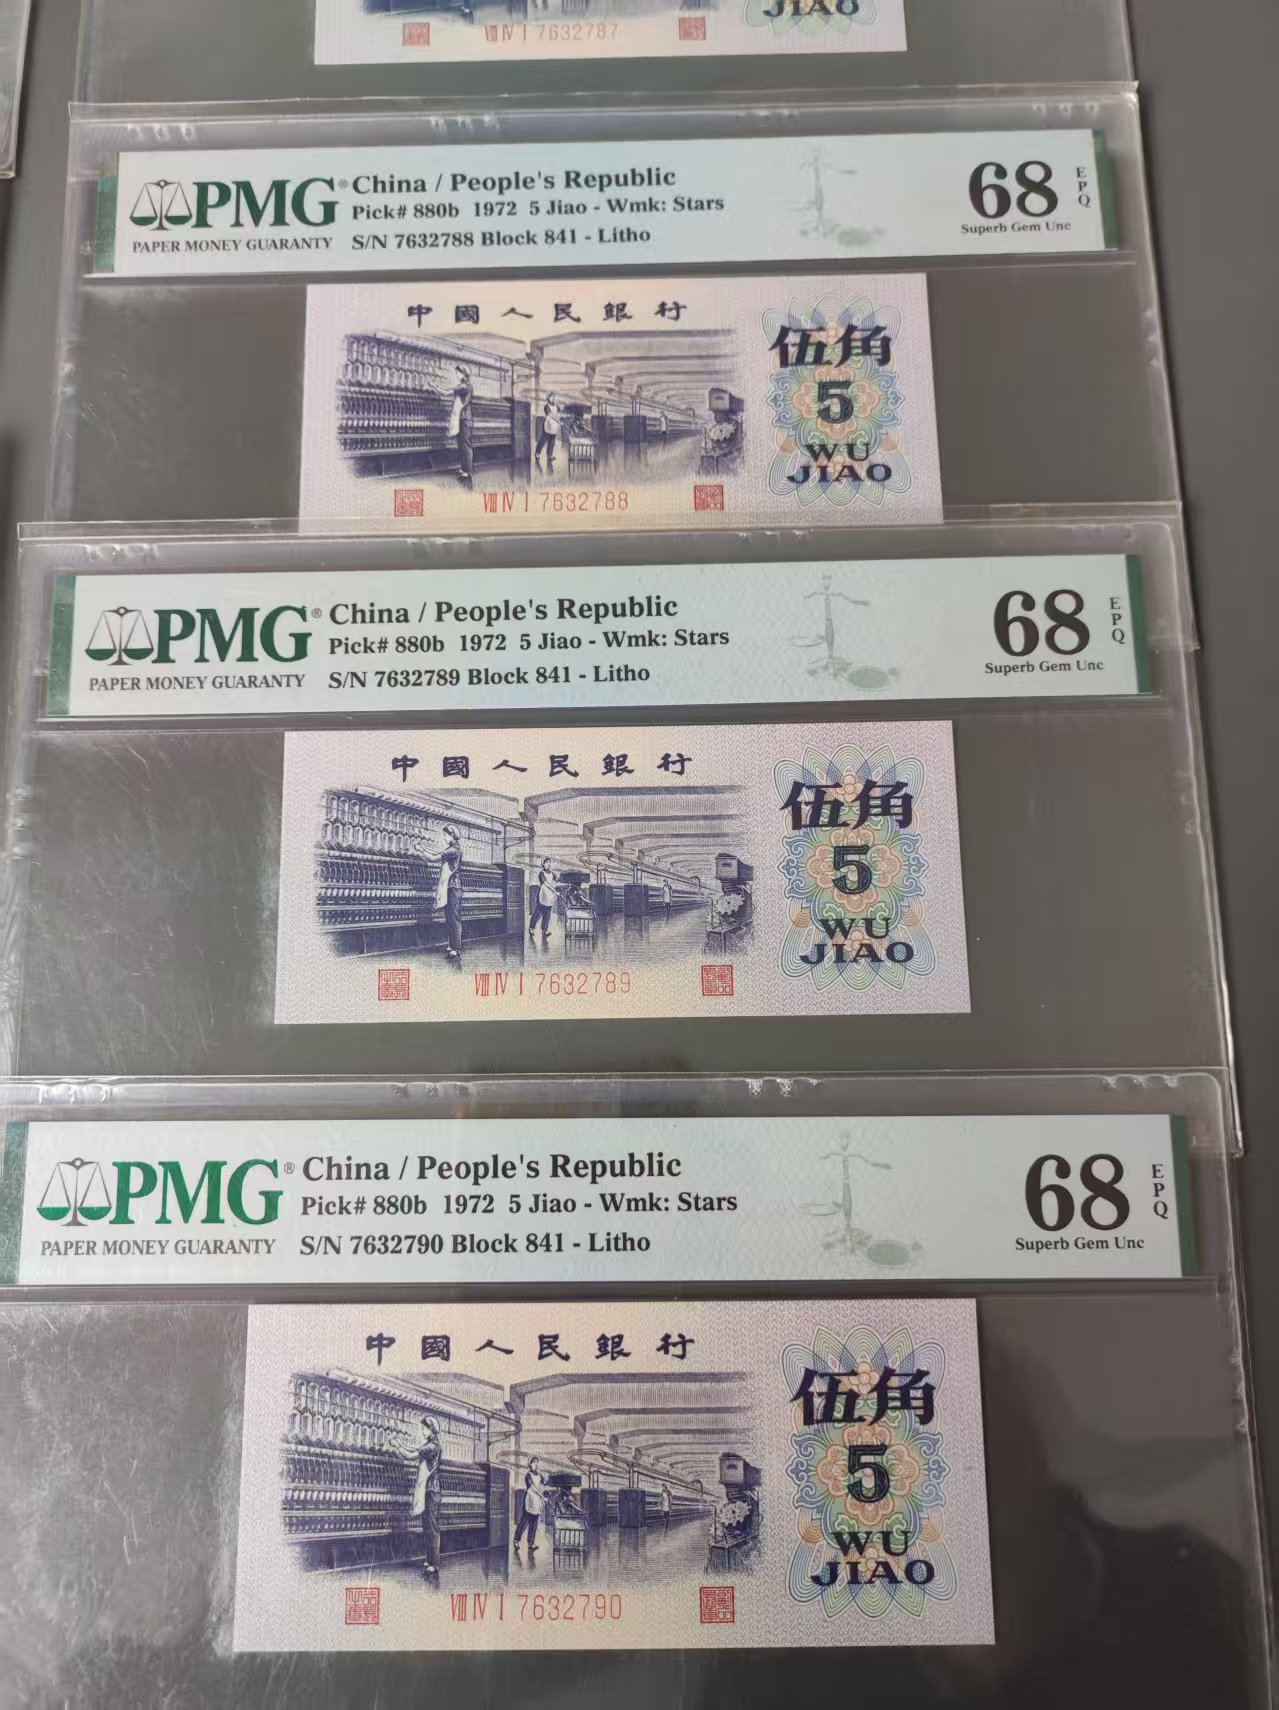 JIAO
VIII IV I 7632787
PMG®
PAPER MONEY GUARANTY
China / People's Republic
Pick# 880b 1972 5 Jiao - Wmk: Stars
S/N 7632788 Block 841 - Litho
68
EPQ
Superb Gem Unc
中國人民銀行
伍角
5
WU
JIAO
VIII IV I 7632788
PMG®
PAPER MONEY GUARANTY
China / People's Republic
Pick# 880b 1972 5 Jiao - Wmk: Stars
S/N 7632789 Block 841 - Litho
68
EPQ
Superb Gem Unc
中國人民銀行
伍角
5
WU
JIAO
VIII IV I 7632789
PMG®
PAPER MONEY GUARANTY
China / People's Republic
Pick# 880b 1972 5 Jiao - Wmk: Stars
S/N 7632790 Block 841 - Litho
68
EPQ
Superb Gem Unc
中國人民銀行
伍角
5
WU
JIAO
VIII IV I 7632790